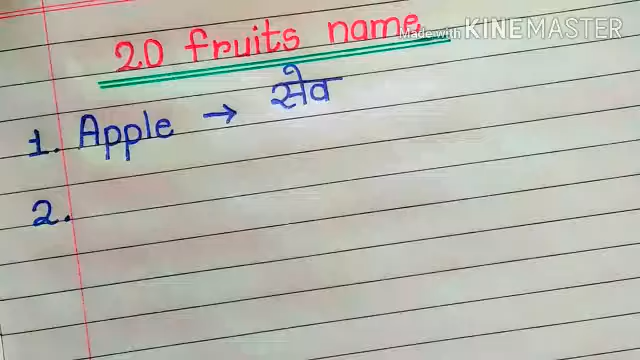 Made with KINEMASTER
20 fruits name
1. Apple → सेव
2.